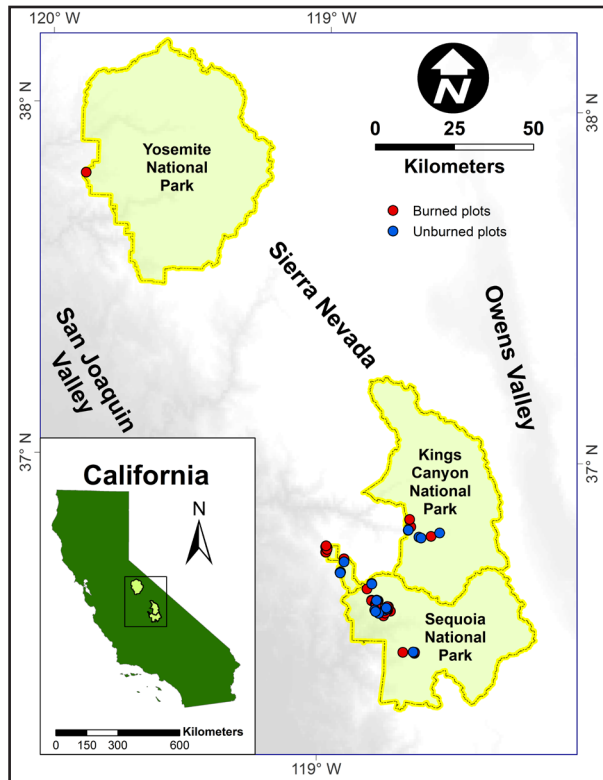 120° W
119° W
38° N
38° N
N
0 25 50
Kilometers
Yosemite
National
Park
Burned plots
Unburned plots
Sierra Nevada
Owens Valley
San Joaquin
Valley
37° N
37° N
Kings
Canyon
National
Park
California
N
Sequoia
National
Park
Kilometers
0 150 300 600
119° W